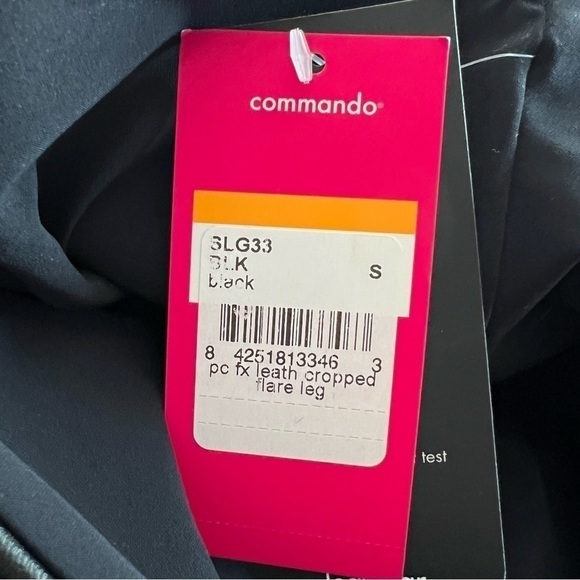 commando®
SLG33
BLK
black
S
8 4251813346 3
pc fx leath cropped
flare leg
test